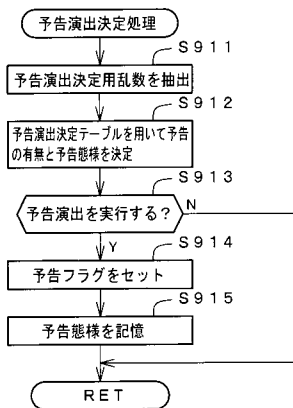 予告演出決定処理
S911
予告演出決定用乱数を抽出
S912
予告演出決定テーブルを用いて予告
の有無と予告態様を決定
S913
予告演出を実行する？
N
Y
S914
予告フラグをセット
S915
予告態様を記憶
RET